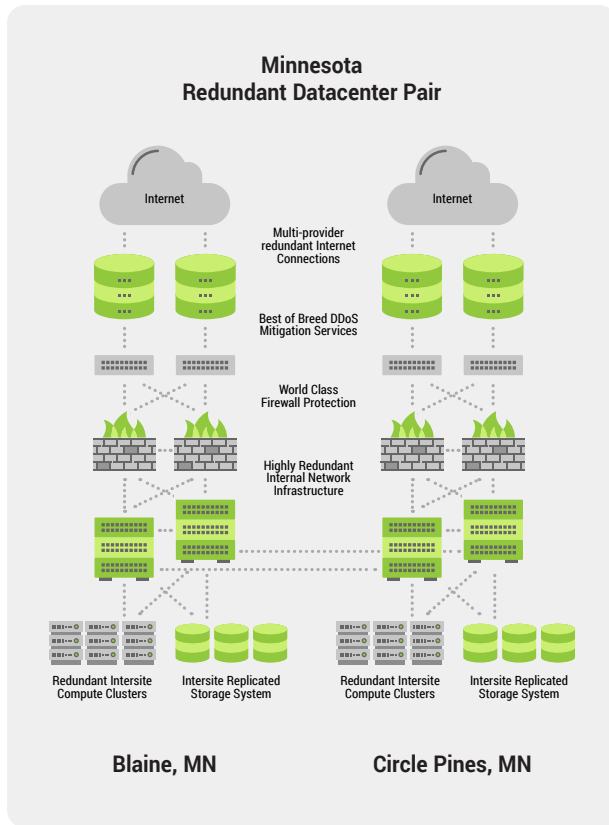 Minnesota
Redundant Datacenter Pair
Internet
Internet
Multi-provider
redundant Internet
Connections
Best of Breed DDoS
Mitigation Services
World Class
Firewall Protection
Highly Redundant
Internal Network
Infrastructure
Redundant Intersite
Compute Clusters
Intersite Replicated
Storage System
Redundant Intersite
Compute Clusters
Intersite Replicated
Storage System
Blaine, MN
Circle Pines, MN